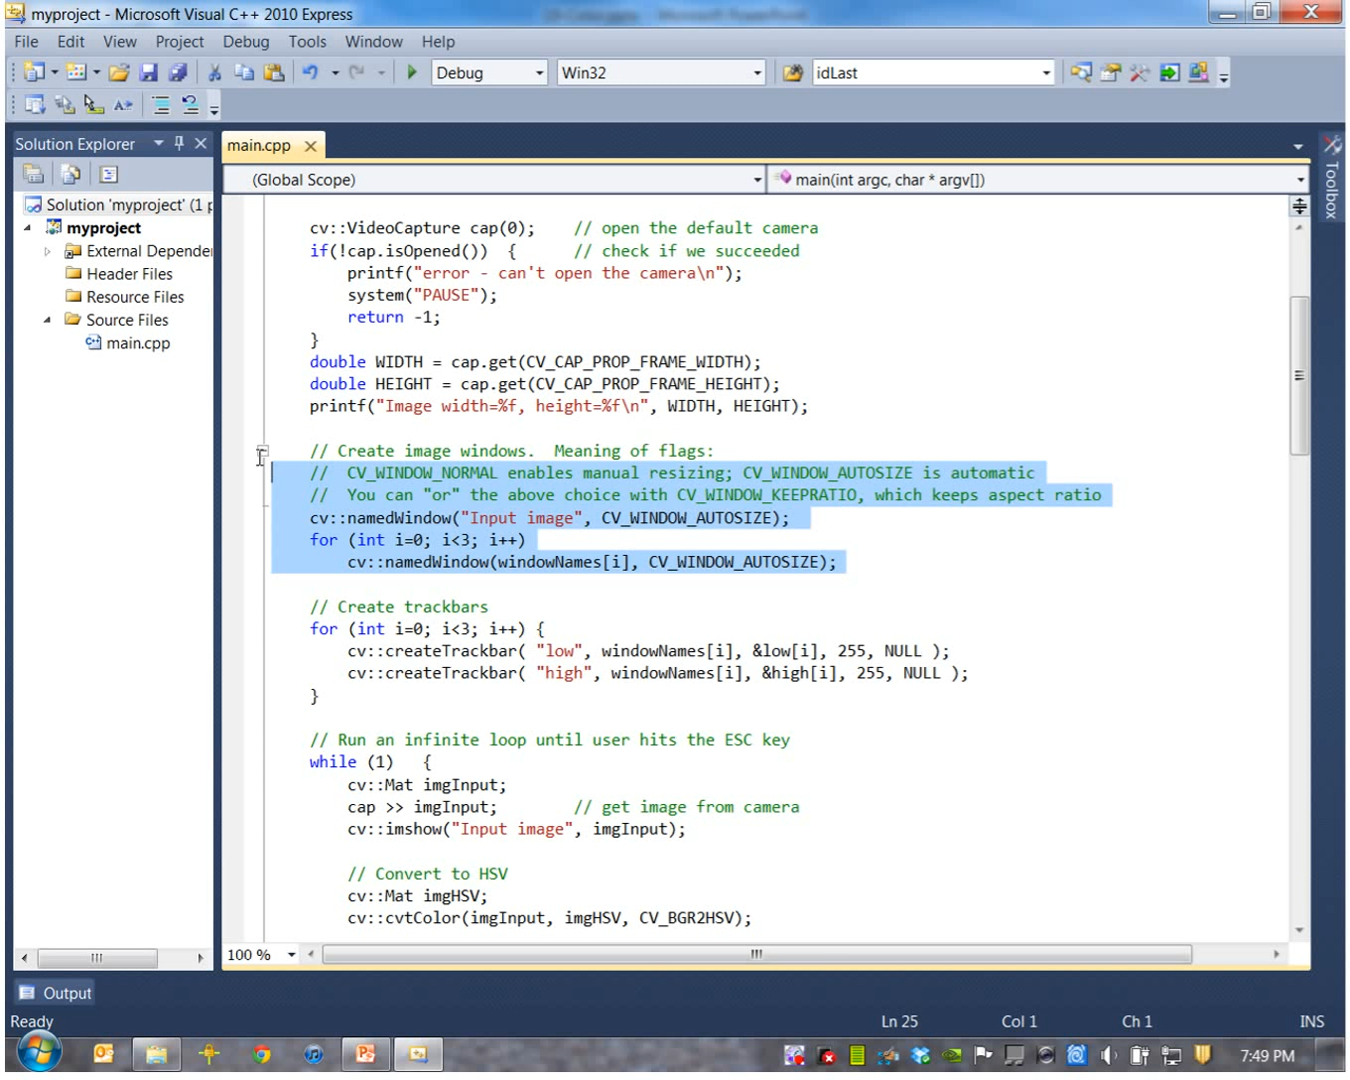 myproject - Microsoft Visual C++ 2010 Express
File Edit View Project Debug Tools Window Help
Debug Win32 idLast
Solution Explorer
main.cpp
Toolbox
(Global Scope) main(int argc, char * argv[])
Solution 'myproject' (1 p
myproject
External Depende
Header Files
Resource Files
Source Files
main.cpp
cv::VideoCapture cap(0); // open the default camera
if(!cap.isOpened()) { // check if we succeeded
printf("error - can't open the camera\n");
system("PAUSE");
return -1;
}
double WIDTH = cap.get(CV_CAP_PROP_FRAME_WIDTH);
double HEIGHT = cap.get(CV_CAP_PROP_FRAME_HEIGHT);
printf("Image width=%f, height=%f\n", WIDTH, HEIGHT);
// Create image windows. Meaning of flags:
// CV_WINDOW_NORMAL enables manual resizing; CV_WINDOW_AUTOSIZE is automatic
// You can "or" the above choice with CV_WINDOW_KEEPRATIO, which keeps aspect ratio
cv::namedWindow("Input image", CV_WINDOW_AUTOSIZE);
for (int i=0; i<3; i++)
cv::namedWindow(windowNames[i], CV_WINDOW_AUTOSIZE);
// Create trackbars
for (int i=0; i<3; i++) {
cv::createTrackbar( "low", windowNames[i], &low[i], 255, NULL );
cv::createTrackbar( "high", windowNames[i], &high[i], 255, NULL );
}
// Run an infinite loop until user hits the ESC key
while (1) {
cv::Mat imgInput;
cap >> imgInput; // get image from camera
cv::imshow("Input image", imgInput);
// Convert to HSV
cv::Mat imgHSV;
cv::cvtColor(imgInput, imgHSV, CV_BGR2HSV);
100 %
Output
Ready Ln 25 Col 1 Ch 1 INS
7:49 PM